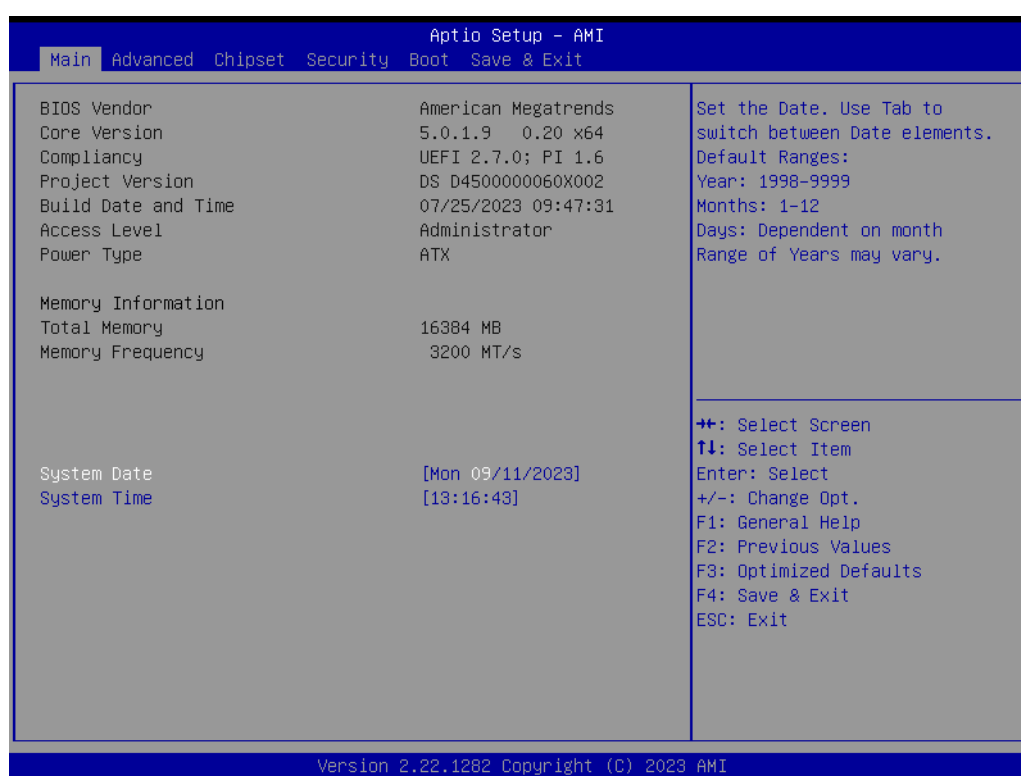 Aptio Setup – AMI
Main Advanced Chipset Security Boot Save & Exit
BIOS Vendor American Megatrends
Core Version 5.0.1.9 0.20 x64
Compliancy UEFI 2.7.0; PI 1.6
Project Version DS D4500000060X002
Build Date and Time 07/25/2023 09:47:31
Access Level Administrator
Power Type ATX
Memory Information
Total Memory 16384 MB
Memory Frequency 3200 MT/s
System Date [Mon 09/11/2023]
System Time [13:16:43]
Set the Date. Use Tab to
switch between Date elements.
Default Ranges:
Year: 1998-9999
Months: 1-12
Days: Dependent on month
Range of Years may vary.
→←: Select Screen
↑↓: Select Item
Enter: Select
+/-: Change Opt.
F1: General Help
F2: Previous Values
F3: Optimized Defaults
F4: Save & Exit
ESC: Exit
Version 2.22.1282 Copyright (C) 2023 AMI